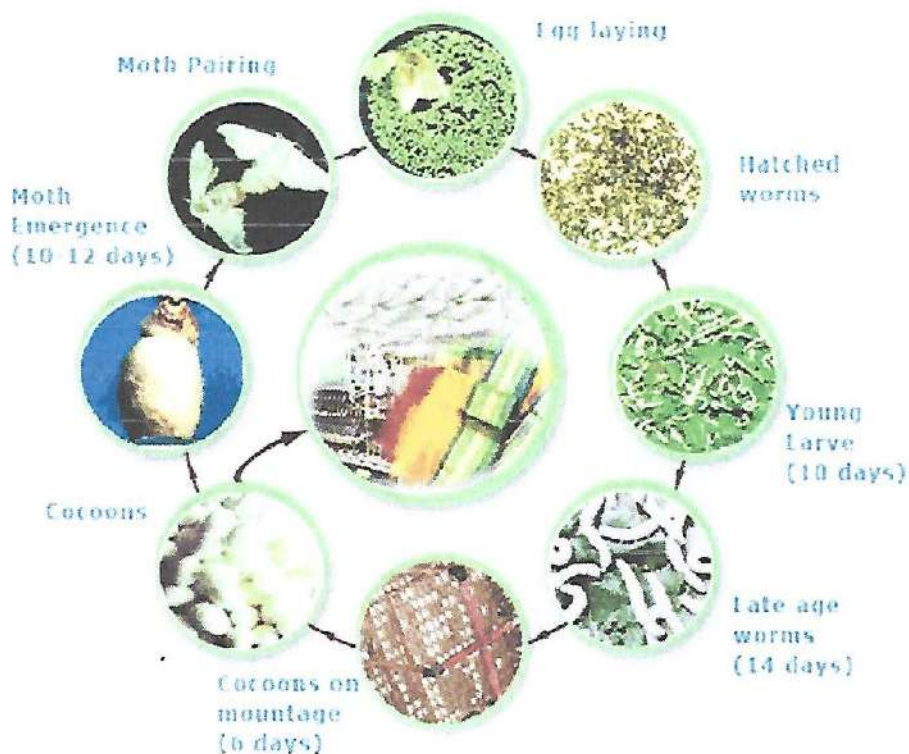 Egg laying
Moth Pairing
Hatched
worms
Moth
Emergence
(10-12 days)
Young
Larve
(10 days)
Cocoons
Late age
worms
(14 days)
Cocoons on
mountage
(6 days)